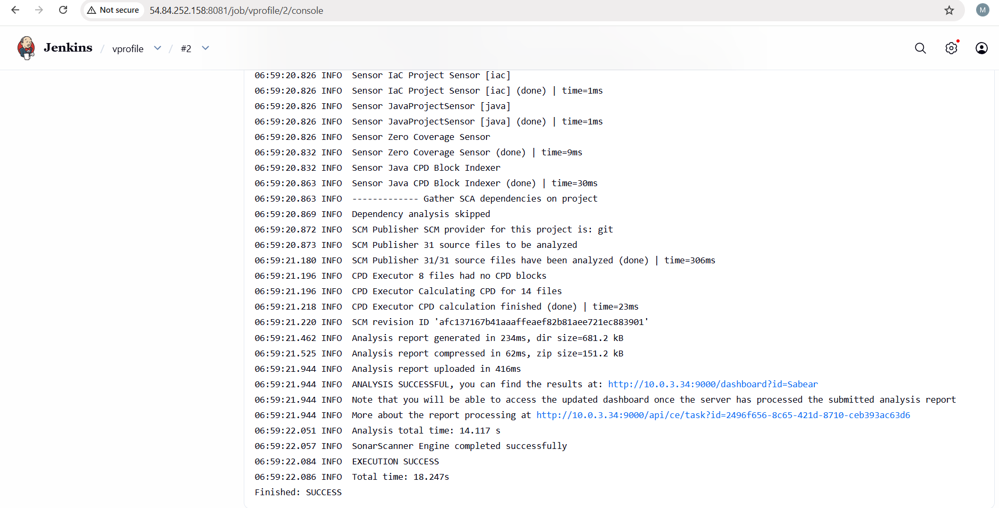 Not secure 54.84.252.158:8081/job/vprofile/2/console M
Jenkins / vprofile / #2
06:59:20.826 INFO  Sensor IaC Project Sensor [iac]
06:59:20.826 INFO  Sensor IaC Project Sensor [iac] (done) | time=1ms
06:59:20.826 INFO  Sensor JavaProjectSensor [java]
06:59:20.826 INFO  Sensor JavaProjectSensor [java] (done) | time=1ms
06:59:20.826 INFO  Sensor Zero Coverage Sensor
06:59:20.832 INFO  Sensor Zero Coverage Sensor (done) | time=9ms
06:59:20.832 INFO  Sensor Java CPD Block Indexer
06:59:20.863 INFO  Sensor Java CPD Block Indexer (done) | time=30ms
06:59:20.863 INFO  ------------- Gather SCA dependencies on project
06:59:20.869 INFO  Dependency analysis skipped
06:59:20.872 INFO  SCM Publisher SCM provider for this project is: git
06:59:20.873 INFO  SCM Publisher 31 source files to be analyzed
06:59:21.180 INFO  SCM Publisher 31/31 source files have been analyzed (done) | time=306ms
06:59:21.196 INFO  CPD Executor 8 files had no CPD blocks
06:59:21.196 INFO  CPD Executor Calculating CPD for 14 files
06:59:21.218 INFO  CPD Executor CPD calculation finished (done) | time=23ms
06:59:21.220 INFO  SCM revision ID 'afc137167b41aaaffeaef82b81aee721ec883901'
06:59:21.462 INFO  Analysis report generated in 234ms, dir size=681.2 kB
06:59:21.525 INFO  Analysis report compressed in 62ms, zip size=151.2 kB
06:59:21.944 INFO  Analysis report uploaded in 416ms
06:59:21.944 INFO  ANALYSIS SUCCESSFUL, you can find the results at: http://10.0.3.34:9000/dashboard?id=Sabear
06:59:21.944 INFO  Note that you will be able to access the updated dashboard once the server has processed the submitted analysis report
06:59:21.944 INFO  More about the report processing at http://10.0.3.34:9000/api/ce/task?id=2496f656-8c65-421d-8710-ceb393ac63d6
06:59:22.051 INFO  Analysis total time: 14.117 s
06:59:22.057 INFO  SonarScanner Engine completed successfully
06:59:22.084 INFO  EXECUTION SUCCESS
06:59:22.086 INFO  Total time: 18.247s
Finished: SUCCESS